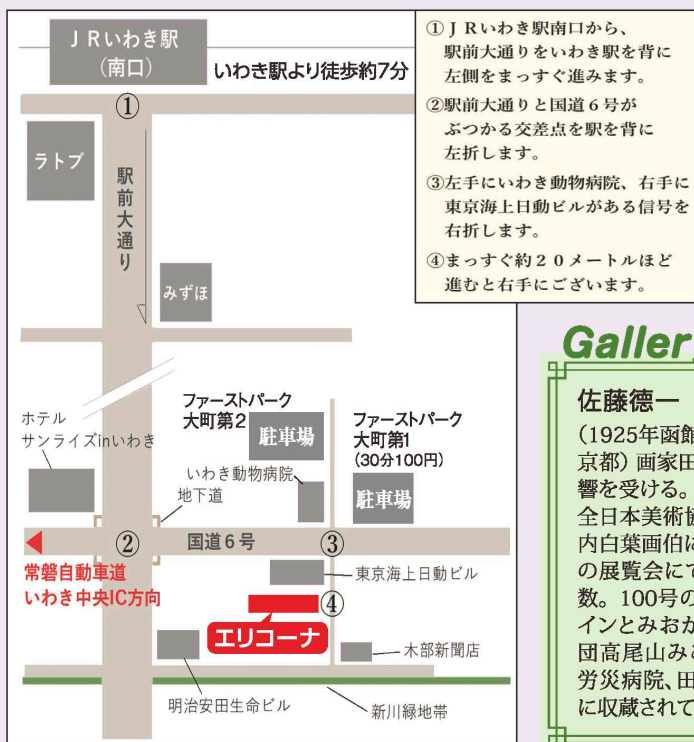 JRいわき駅
(南口)
いわき駅より徒歩約7分
①
ラトブ
駅前大通り
みずほ
ホテル
サンライズinいわき
ファーストパーク
大町第2
駐車場
ファーストパーク
大町第1
(30分100円)
駐車場
いわき動物病院
地下道
②
国道6号
③
常磐自動車道
いわき中央IC方向
東京海上日動ビル
④
エリコーナ
木部新聞店
明治安田生命ビル
新川緑地帯
①JRいわき駅南口から、
駅前大通りをいわき駅を背に
左側をまっすぐ進みます。
②駅前大通りと国道6号が
ぶつかる交差点を駅を背に
左折します。
③左手にいわき動物病院、右手に
東京海上日動ビルがある信号を
右折します。
④まっすぐ約20メートルほど
進むと右手にございます。
Galler
佐藤德一
(1925年函館
京都)画家田
響を受ける。
全日本美術協
内白葉画伯に
の展覧会にて
数。100号の
インとみおか
団高尾山みこ
労災病院、田
に収蔵されて